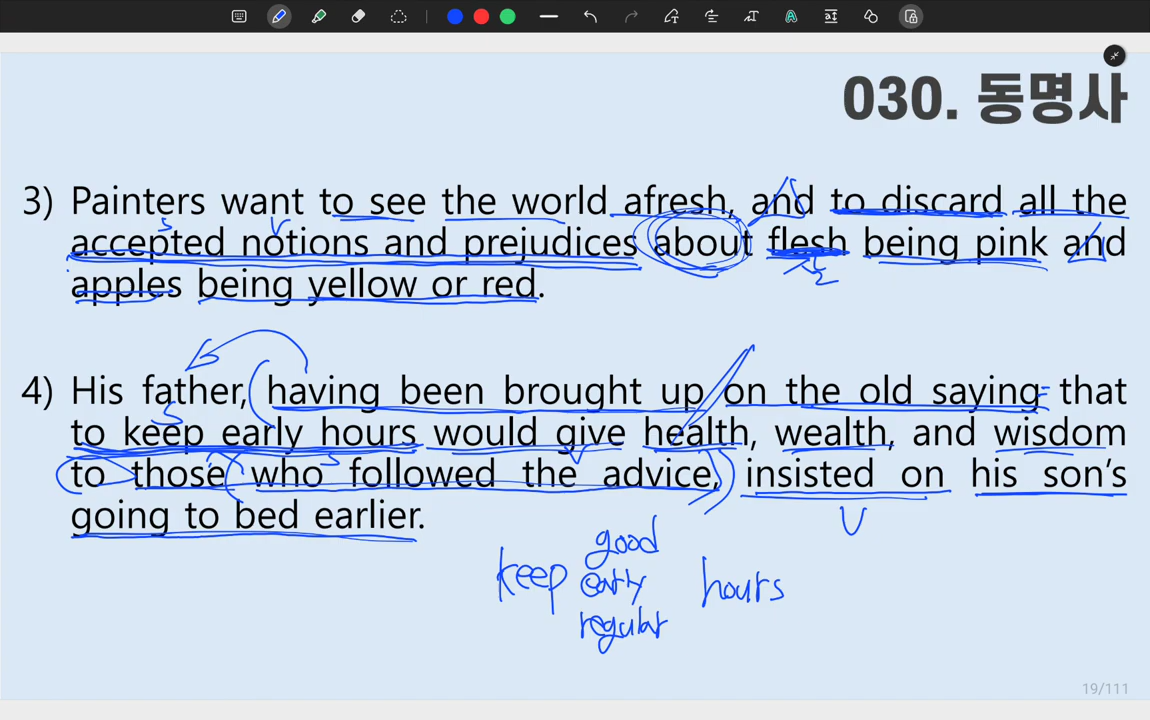 030. 동명사
3) Painters want to see the world afresh, and to discard all the
accepted notions and prejudices about flesh being pink and
apples being yellow or red.
4) His father, having been brought up on the old saying that
to keep early hours would give health, wealth, and wisdom
to those who followed the advice, insisted on his son's
going to bed earlier.
good
keep early hours
regular
19/111